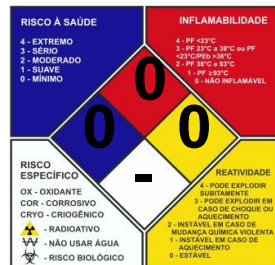 RISCO À SAÚDE
4 - EXTREMO
3 - SÉRIO
2 - MODERADO
1 - SUAVE
0 - MÍNIMO
INFLAMABILIDADE
4 - PF <23°C
3 - PF 23°C a 38°C ou PF
<23°C/PEb >38°C
2 - PF 38°C a 93°C
1 - PF ≥93°C
0 - NÃO INFLAMÁVEL
0
0
0
-
RISCO
ESPECÍFICO
OX - OXIDANTE
COR - CORROSIVO
CRYO - CRIOGÊNICO
- RADIOATIVO
W - NÃO USAR ÁGUA
- RISCO BIOLÓGICO
REATIVIDADE
4 - PODE EXPLODIR
SUBITAMENTE
3 - PODE EXPLODIR EM
CASO DE CHOQUE OU
AQUECIMENTO
2 - INSTÁVEL EM CASO DE
MUDANÇA QUÍMICA VIOLENTA
1 - INSTÁVEL EM CASO DE
AQUECIMENTO
0 - ESTÁVEL